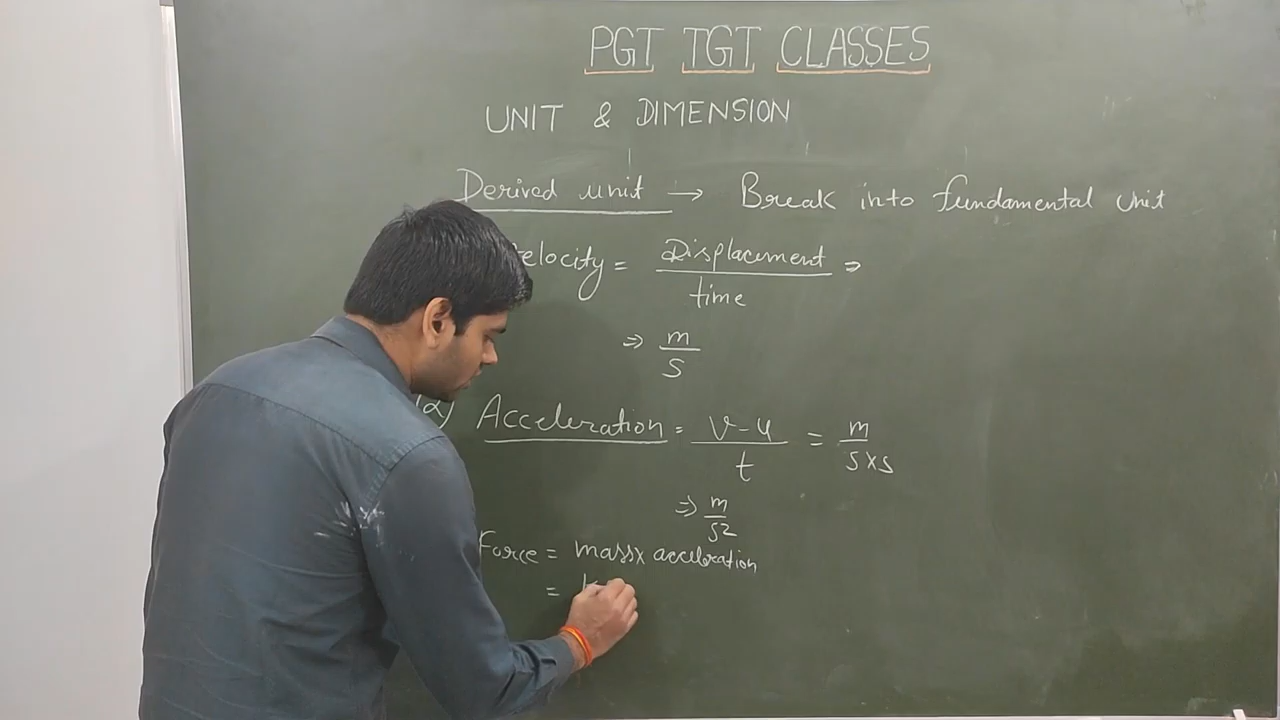 PGT TGT CLASSES
UNIT & DIMENSION
Derived unit → Break into fundamental unit
elocity = Displacement / time ⇒
⇒ m / s
(2) Acceleration = v-u / t = m / s×s
⇒ m / s2
Force = mass× acceleration
= k